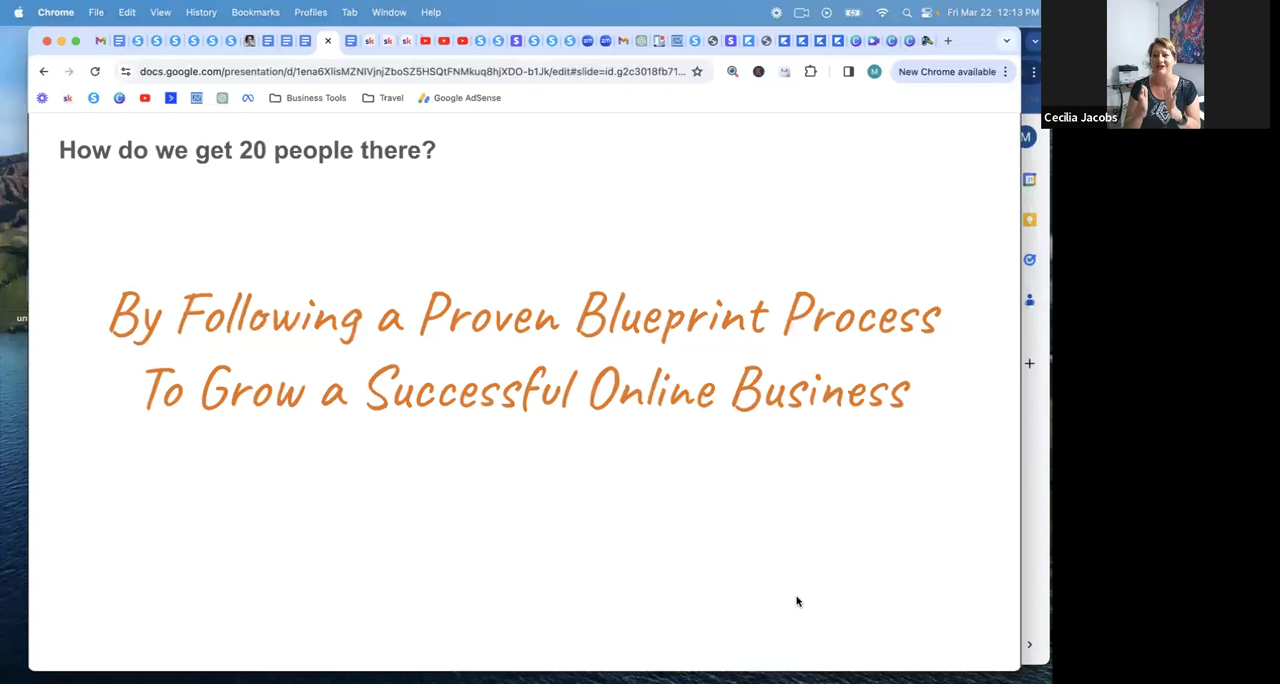 Chrome File Edit View History Bookmarks Profiles Tab Window Help
Fri Mar 22 12:13 PM
New Chrome available
Business Tools
Travel
Google AdSense
How do we get 20 people there?
By Following a Proven Blueprint Process
To Grow a Successful Online Business
Cecilia Jacobs